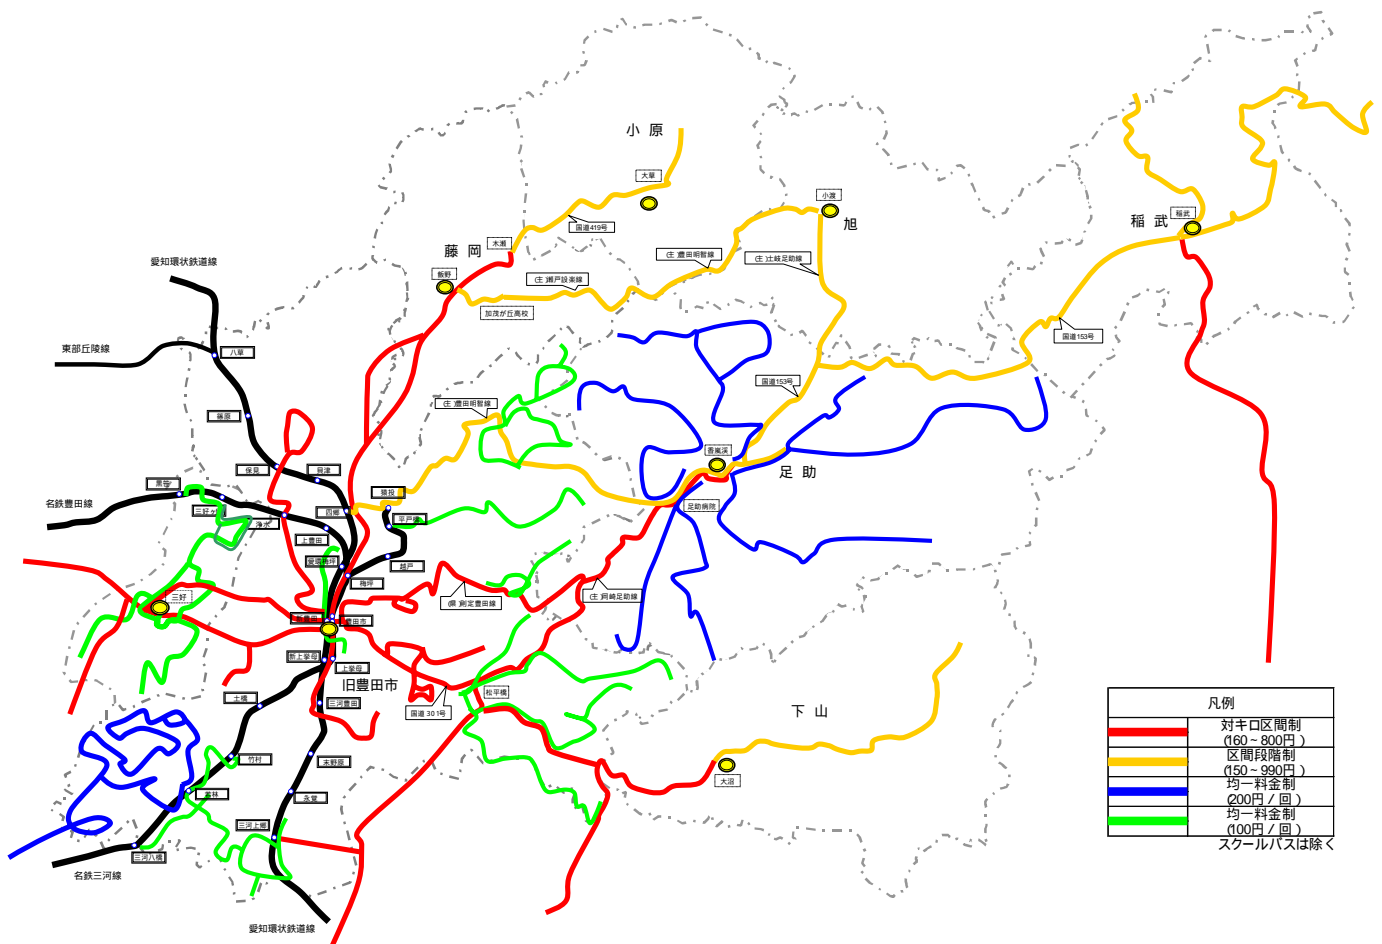 小 原
大草
小渡
旭
稲 武
稲武
国道419号
藤 岡
木瀬
(主)豊田明智線
(主)土岐足助線
愛知環状鉄道線
飯野
(主)瀬戸設楽線
加茂が丘高校
国道153号
東部丘陵線
八草
国道153号
篠原
(主)豊田明智線
保見
貝津
香嵐渓
足 助
黒笹
猿投
名鉄豊田線
三好ヶ丘
四郷
足助病院
浄水
平戸橋
上豊田
愛環梅坪
越戸
梅坪
三好
(県)則定豊田線
(主)岡崎足助線
新豊田
豊田市
新上挙母
上挙母
旧豊田市
土橋
三河豊田
国道301号
松平橋
下 山
凡例
対キロ区間制
(160~800円)
区間段階制
(150~990円)
均一料金制
(200円/回)
均一料金制
(100円/回)
スクールバスは除く
竹村
末野原
大沼
若林
永覚
三河上郷
三河八橋
名鉄三河線
愛知環状鉄道線